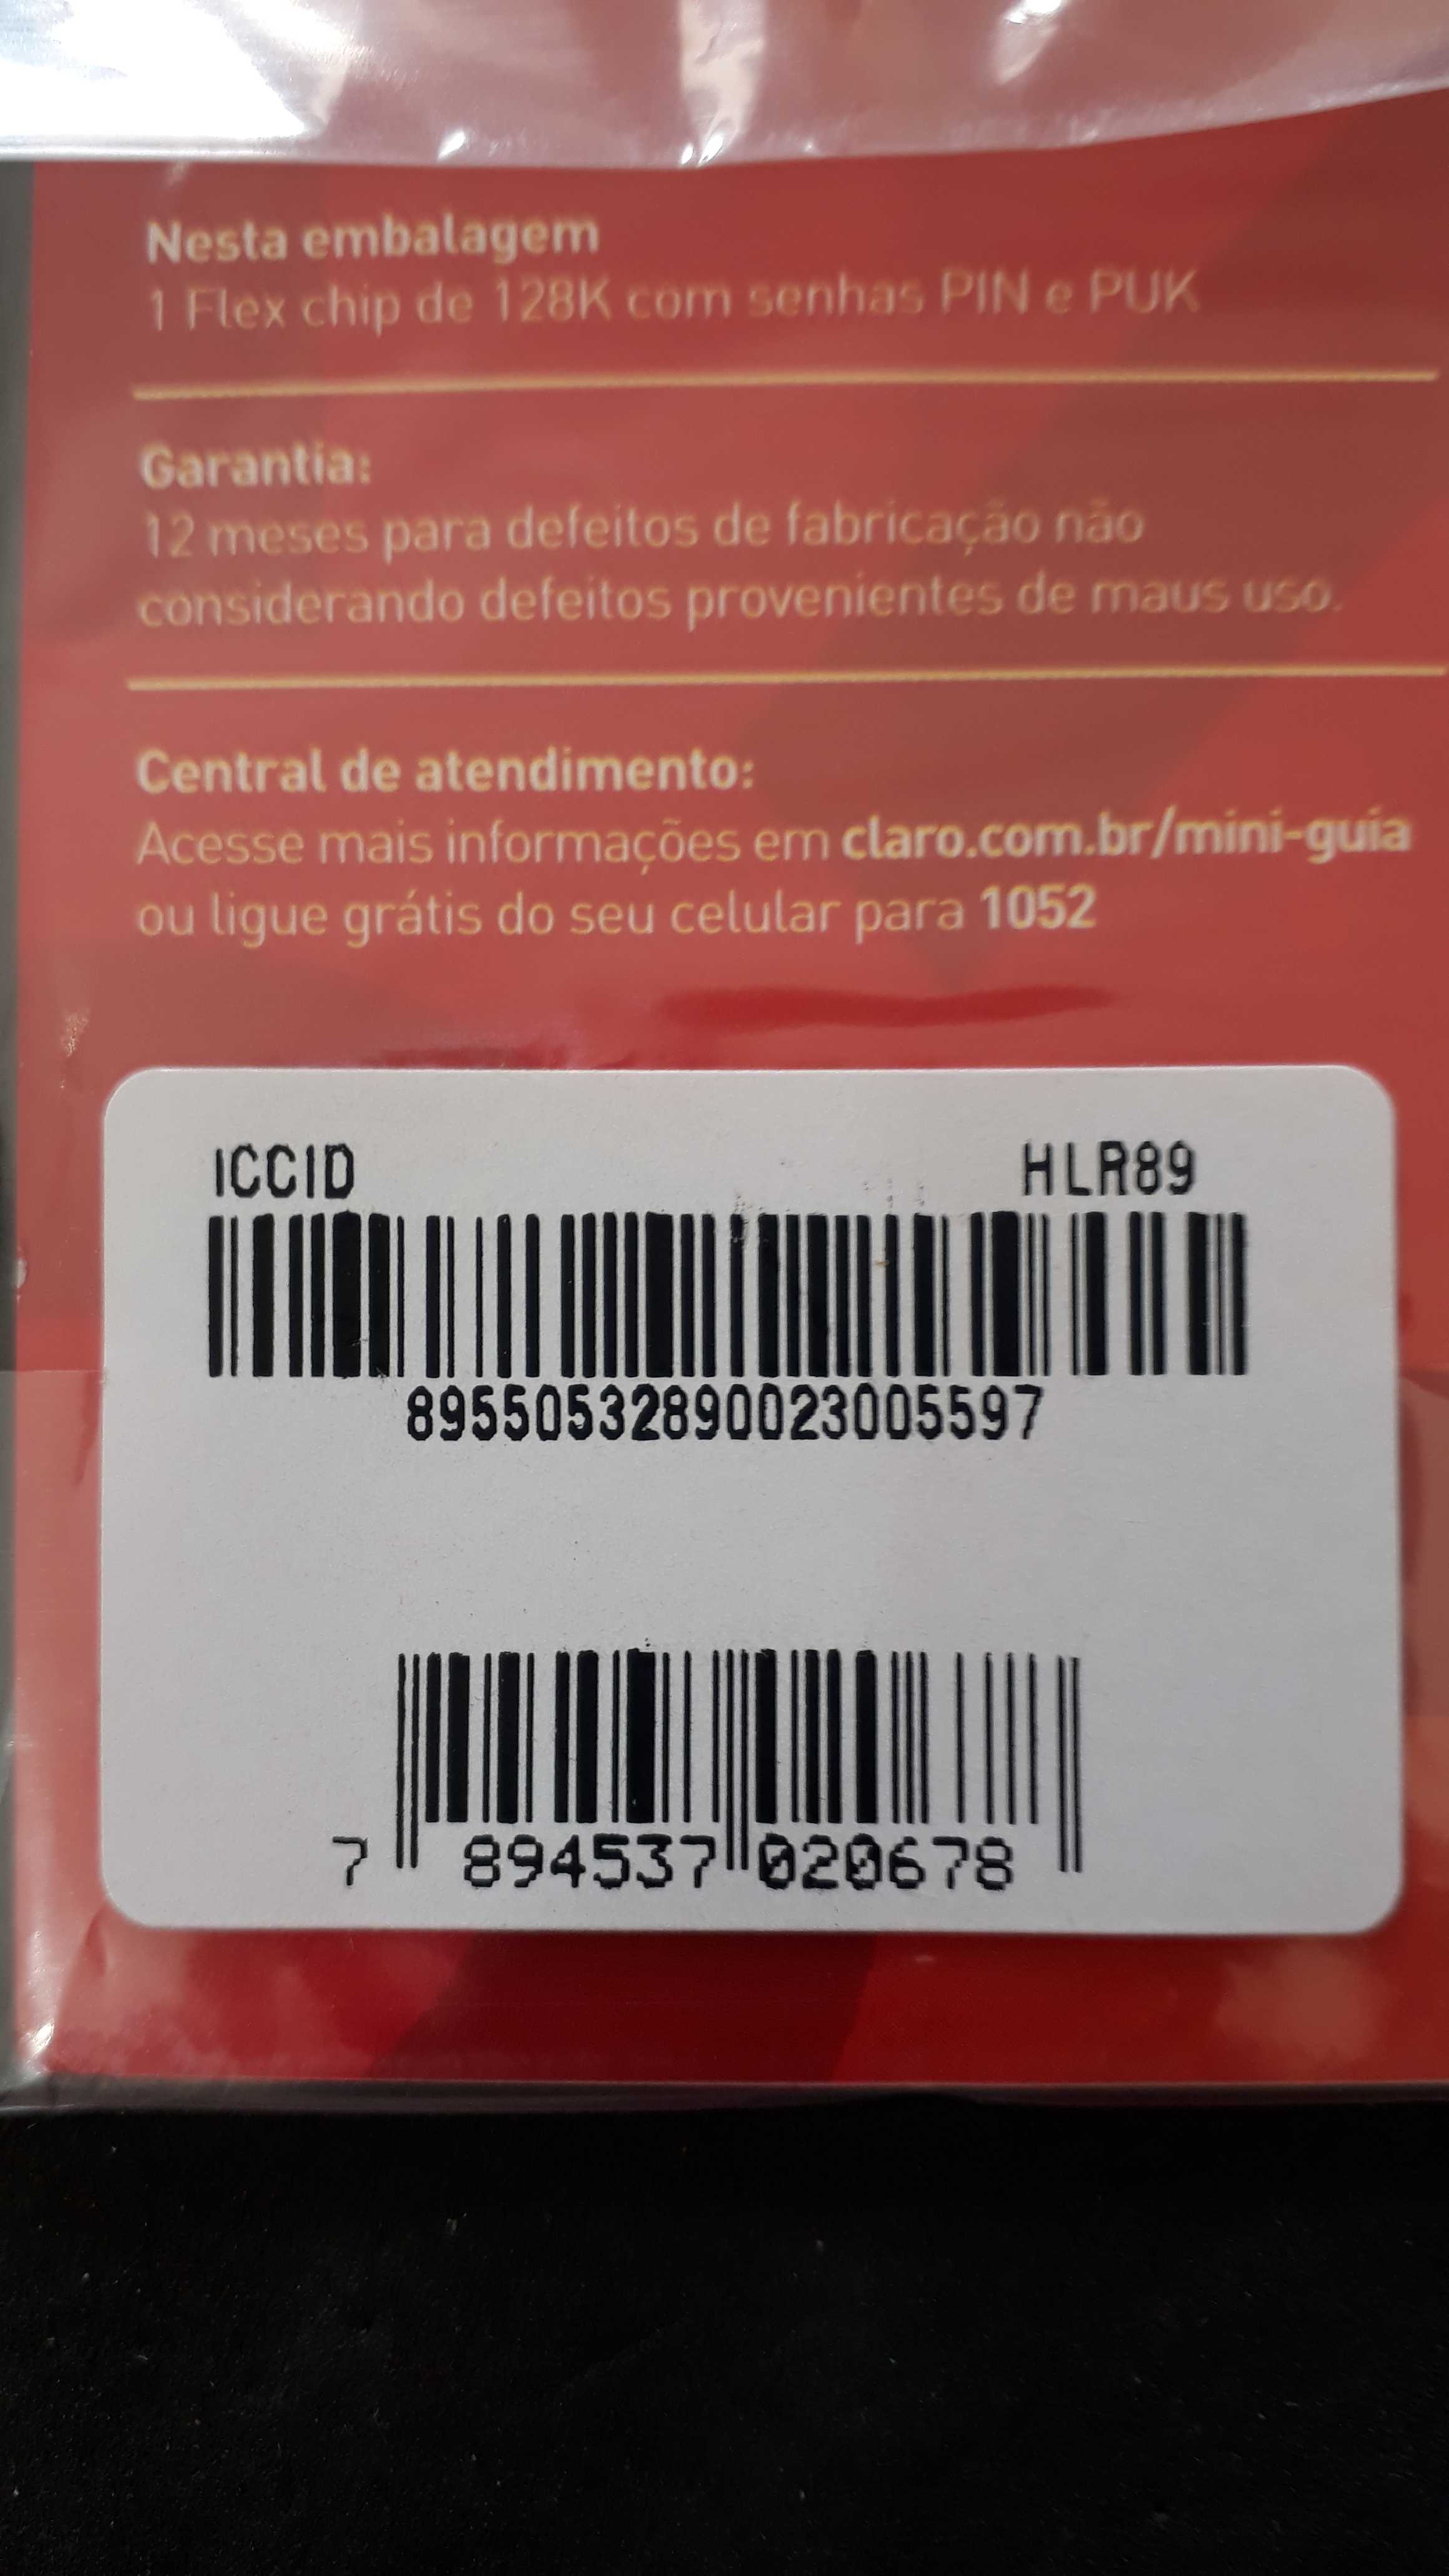 Nesta embalagem
1 Flex chip de 128K com senhas PIN e PUK
Garantia:
12 meses para defeitos de fabricação não
considerando defeitos provenientes de maus uso.
Central de atendimento:
Acesse mais informações em claro.com.br/mini-guia
ou ligue grátis do seu celular para 1052
ICCID HLR89
89550532890023005597
7 894537 020678